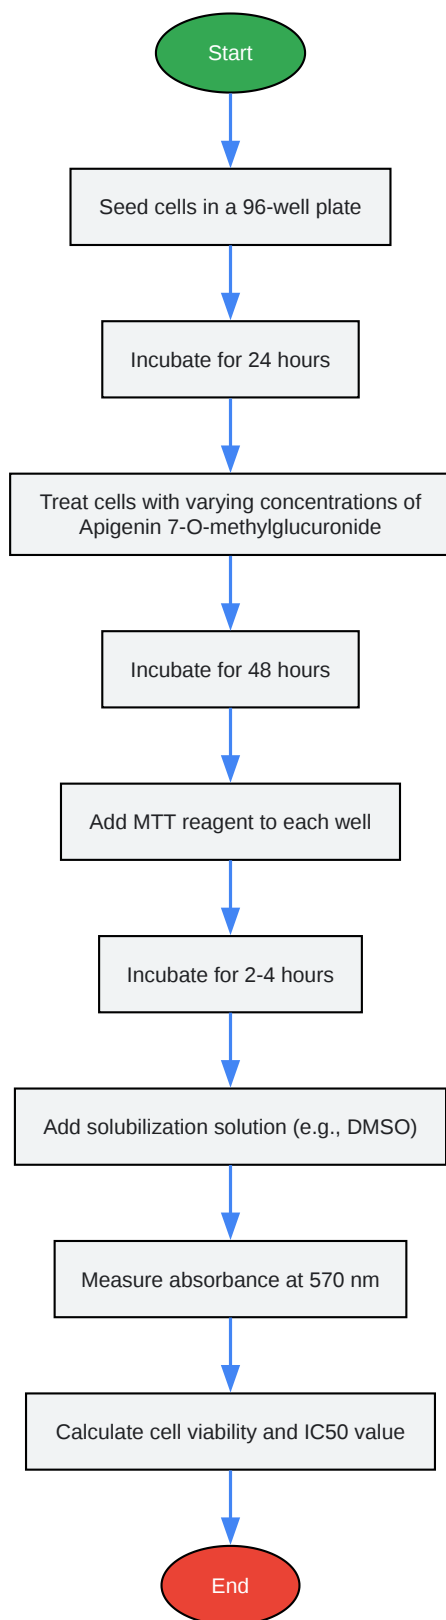 Start
Seed cells in a 96-well plate
Incubate for 24 hours
Treat cells with varying concentrations of
Apigenin 7-O-methylglucuronide
Incubate for 48 hours
Add MTT reagent to each well
Incubate for 2-4 hours
Add solubilization solution (e.g., DMSO)
Measure absorbance at 570 nm
Calculate cell viability and IC50 value
End